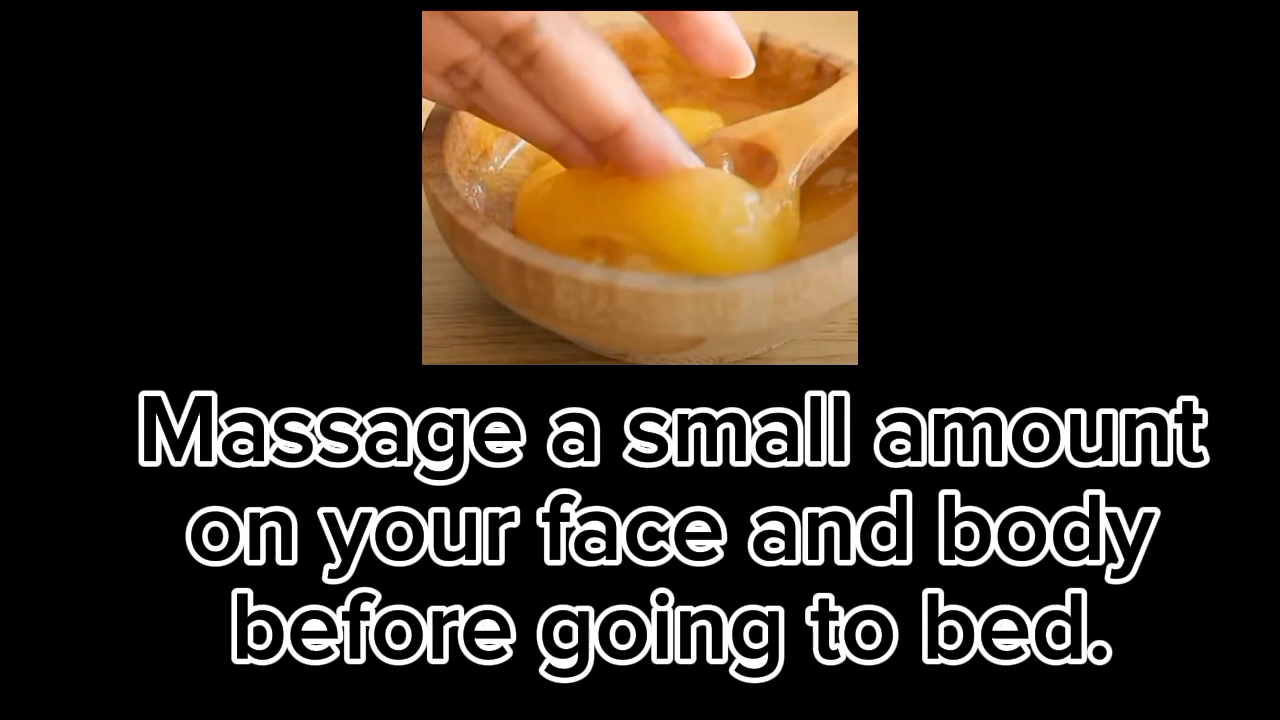 Massage a small amount
on your face and body
before going to bed.